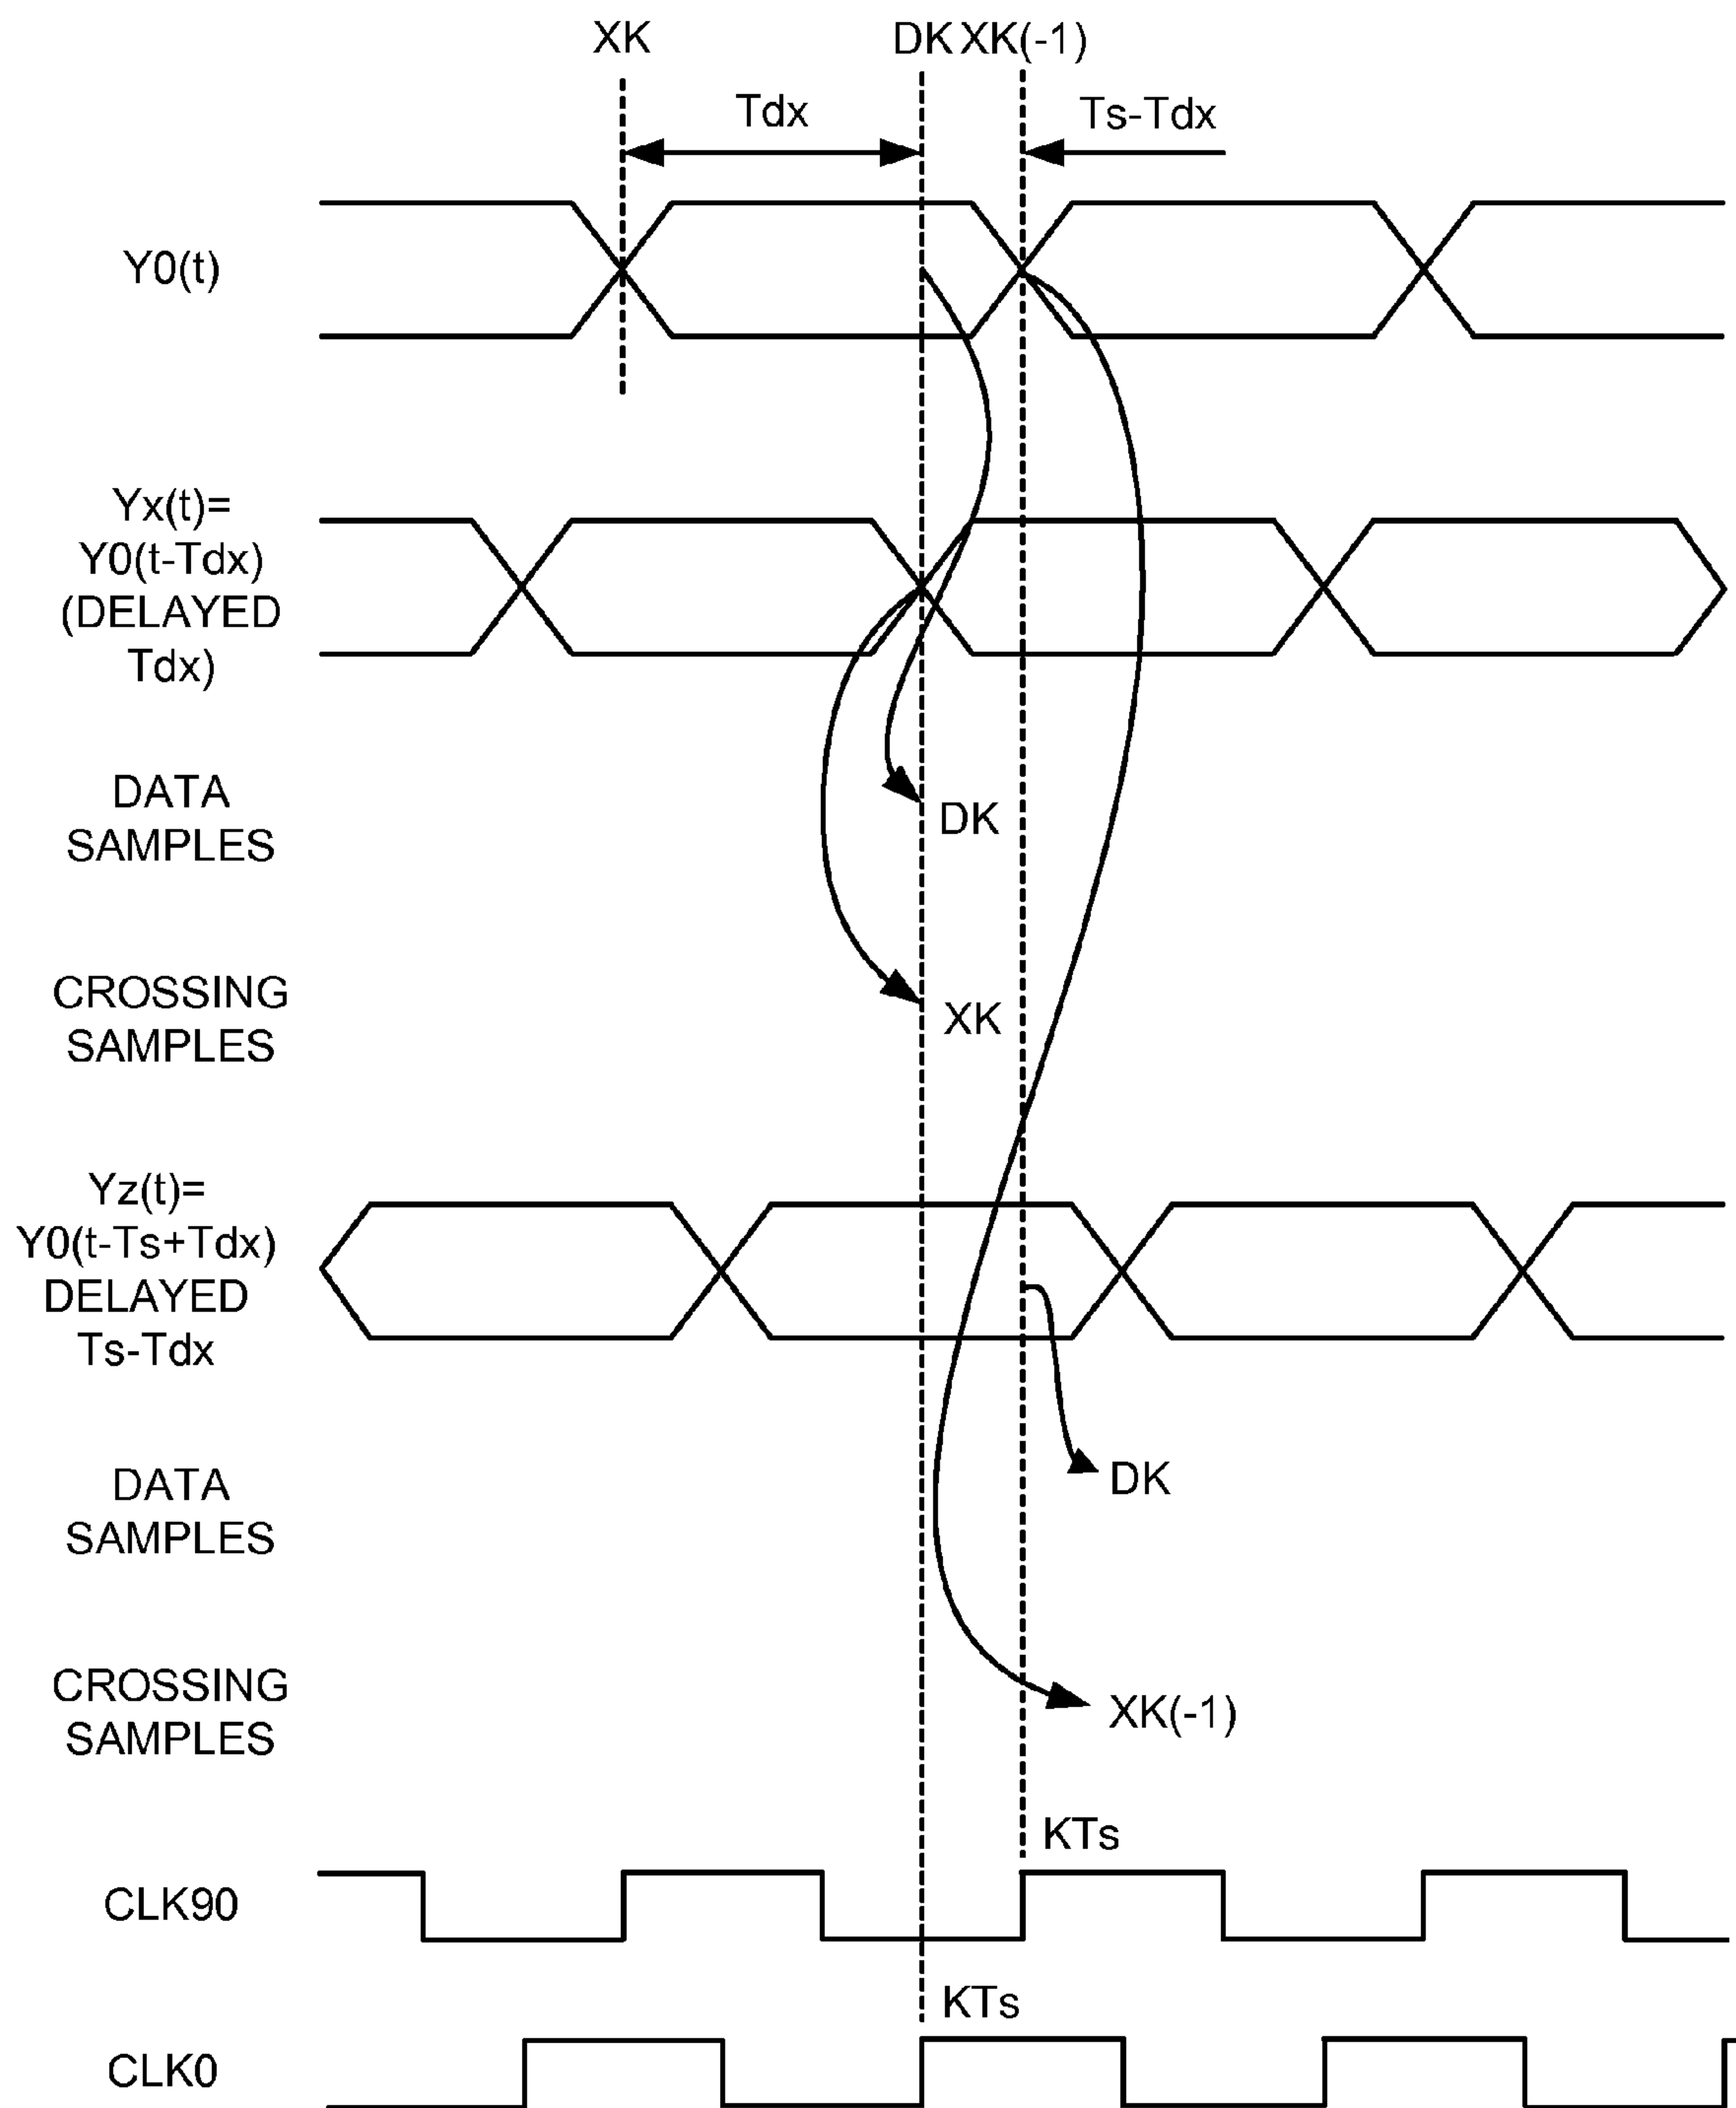 XK
DK XK(-1)
Tdx
Ts-Tdx
Y0(t)
Yx(t)=
Y0(t-Tdx)
(DELAYED
Tdx)
DATA
SAMPLES
DK
CROSSING
SAMPLES
XK
Yz(t)=
Y0(t-Ts+Tdx)
DELAYED
Ts-Tdx
DATA
SAMPLES
DK
CROSSING
SAMPLES
XK(-1)
KTs
CLK90
KTs
CLK0